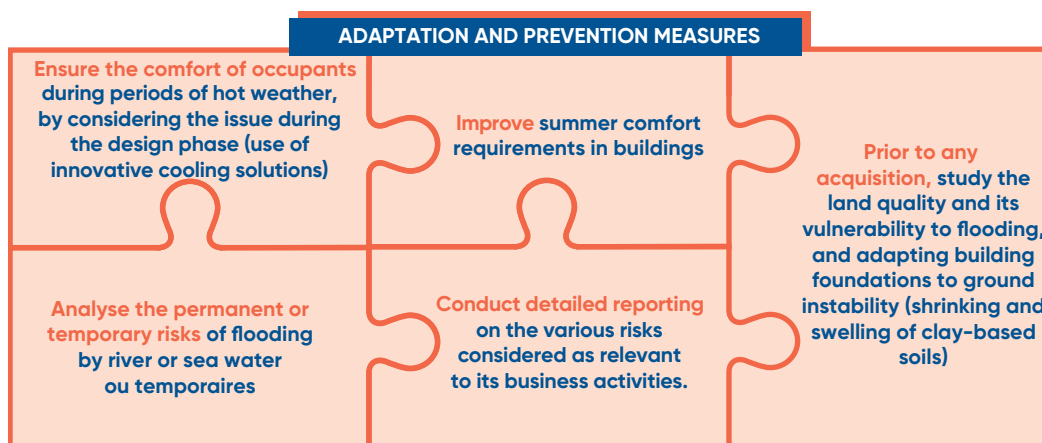 ADAPTATION AND PREVENTION MEASURES
Ensure the comfort of occupants
during periods of hot weather,
by considering the issue during
the design phase (use of
innovative cooling solutions)
Improve summer comfort
requirements in buildings
Prior to any
acquisition, study the
land quality and its
vulnerability to flooding,
and adapting building
foundations to ground
instability (shrinking and
swelling of clay-based
soils)
Analyse the permanent or
temporary risks of flooding
by river or sea water
ou temporaires
Conduct detailed reporting
on the various risks
considered as relevant
to its business activities.